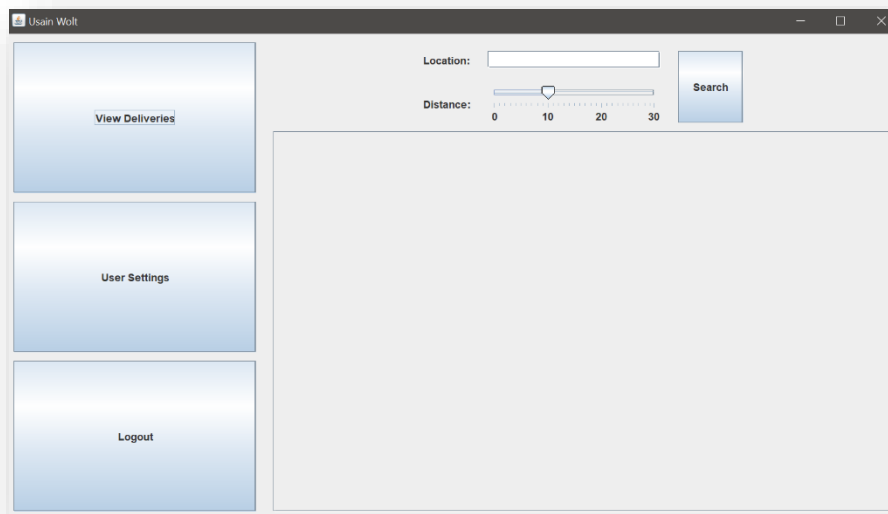 Usain Wolt
View Deliveries
User Settings
Logout
Location:
Distance:
0 10 20 30
Search